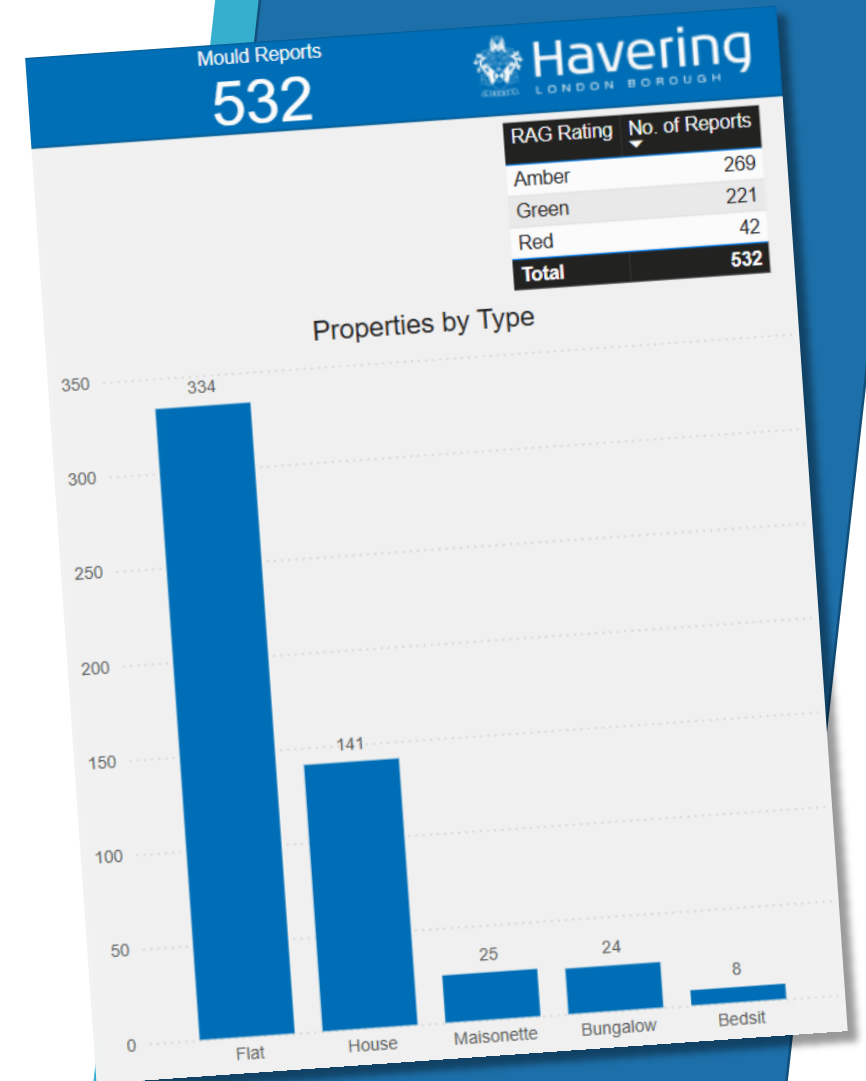 Mould Reports
532
Havering
LONDON BOROUGH
RAG Rating No. of Reports
Amber 269
Green 221
Red 42
Total 532
Properties by Type
350
300
250
200
150
100
50
0
334
141
25
24
8
Flat House Maisonette Bungalow Bedsit